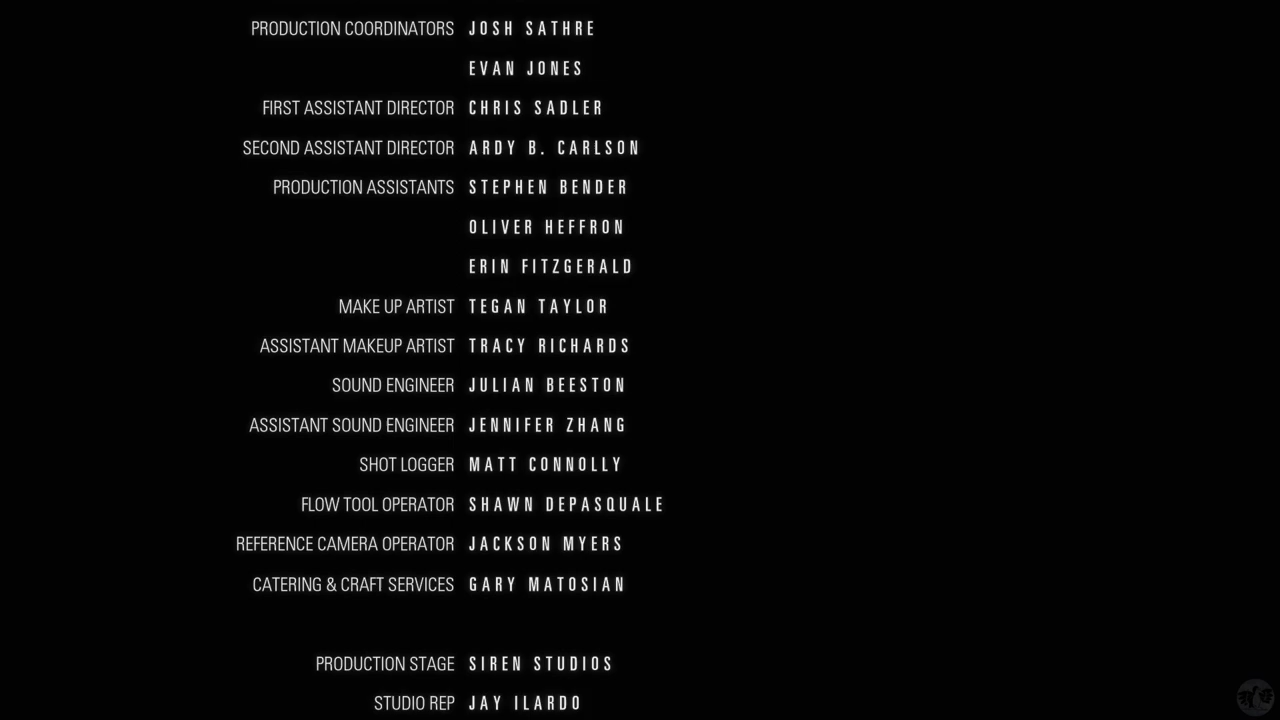 PRODUCTION COORDINATORS JOSH SATHRE
EVAN JONES
FIRST ASSISTANT DIRECTOR CHRIS SADLER
SECOND ASSISTANT DIRECTOR ARDY B. CARLSON
PRODUCTION ASSISTANTS STEPHEN BENDER
OLIVER HEFFRON
ERIN FITZGERALD
MAKE UP ARTIST TEGAN TAYLOR
ASSISTANT MAKEUP ARTIST TRACY RICHARDS
SOUND ENGINEER JULIAN BEESTON
ASSISTANT SOUND ENGINEER JENNIFER ZHANG
SHOT LOGGER MATT CONNOLLY
FLOW TOOL OPERATOR SHAWN DEPASQUALE
REFERENCE CAMERA OPERATOR JACKSON MYERS
CATERING & CRAFT SERVICES GARY MATOSIAN
PRODUCTION STAGE SIREN STUDIOS
STUDIO REP JAY ILARDO